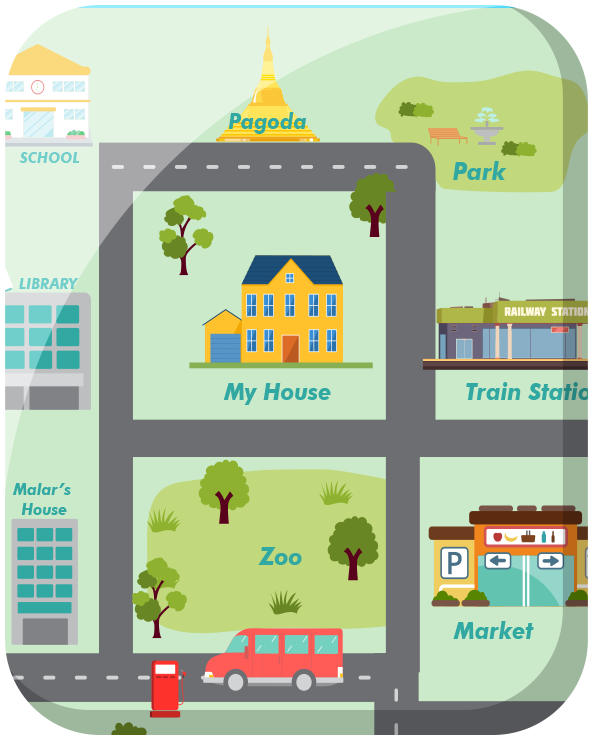 Pagoda
SCHOOL
Park
LIBRARY
RAILWAY STATION
My House
Train Statio
Malar's
House
Zoo
P
Market